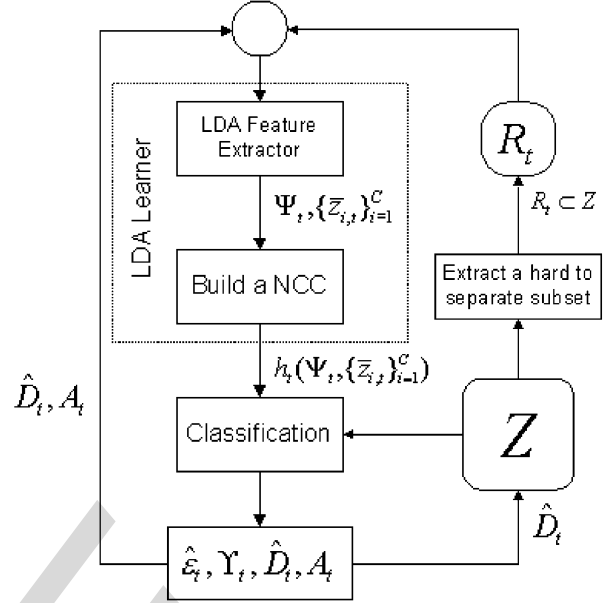 LDA Learner
LDA Feature
Extractor
Ψ_t, {z̄_{i,t}}_{i=1}^C
Build a NCC
h_t(Ψ_t, {z̄_{i,t}}_{i=1}^C)
Classification
ε̂_t, Υ_t, D̂_t, A_t
D̂_t, A_t
R_t
R_t ⊂ Z
Extract a hard to
separate subset
Z
D̂_t